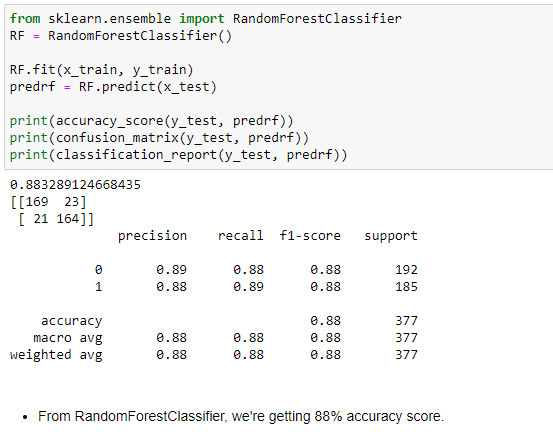 from sklearn.ensemble import RandomForestClassifier
RF = RandomForestClassifier()

RF.fit(x_train, y_train)
predrf = RF.predict(x_test)

print(accuracy_score(y_test, predrf))
print(confusion_matrix(y_test, predrf))
print(classification_report(y_test, predrf))
0.883289124668435
[[169  23]
 [ 21 164]]
              precision    recall  f1-score   support

           0       0.89      0.88      0.88       192
           1       0.88      0.89      0.88       185

    accuracy                           0.88       377
   macro avg       0.88      0.88      0.88       377
weighted avg       0.88      0.88      0.88       377

• From RandomForestClassifier, we're getting 88% accuracy score.